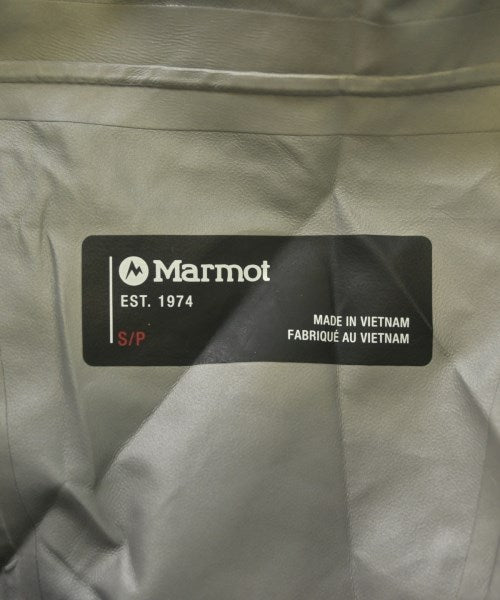 Marmot
EST. 1974
S/P
MADE IN VIETNAM
FABRIQUÉ AU VIETNAM